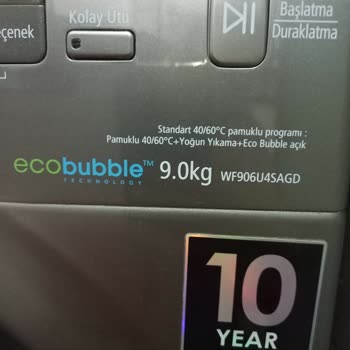 Kolay Ütü
Başlatma
Duraklatma
Standart 40/60°C pamuklu programı :
Pamuklu 40/60°C+Yoğun Yıkama+Eco Bubble açık
ecobubble™ 9.0kg WF906U4SAGD
TECHNOLOGY
10
YEAR